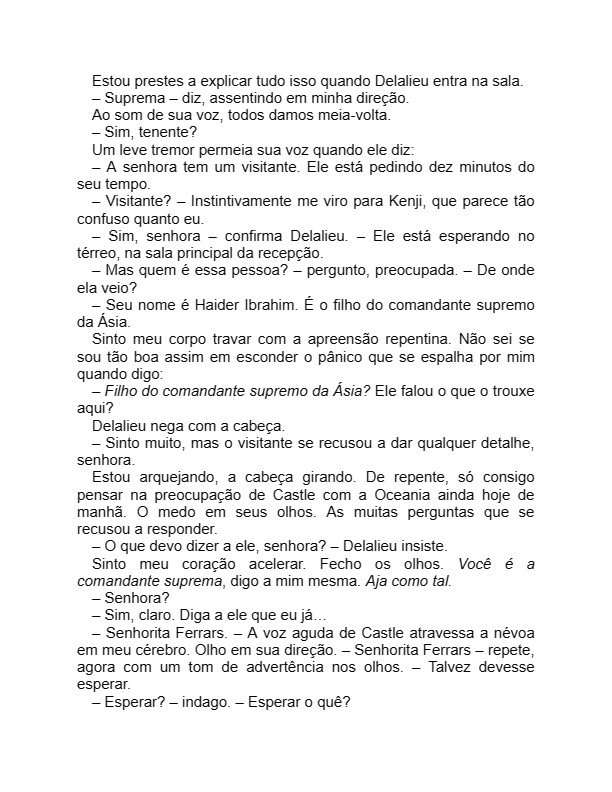 Estou prestes a explicar tudo isso quando Delalieu entra na sala.
– Suprema – diz, assentindo em minha direção.
Ao som de sua voz, todos damos meia-volta.
– Sim, tenente?
Um leve tremor permeia sua voz quando ele diz:
– A senhora tem um visitante. Ele está pedindo dez minutos do
seu tempo.
– Visitante? – Instintivamente me viro para Kenji, que parece tão
confuso quanto eu.
– Sim, senhora – confirma Delalieu. – Ele está esperando no
térreo, na sala principal da recepção.
– Mas quem é essa pessoa? – pergunto, preocupada. – De onde
ela veio?
– Seu nome é Haider Ibrahim. É o filho do comandante supremo
da Ásia.
Sinto meu corpo travar com a apreensão repentina. Não sei se
sou tão boa assim em esconder o pânico que se espalha por mim
quando digo:
– Filho do comandante supremo da Ásia? Ele falou o que o trouxe
aqui?
Delalieu nega com a cabeça.
– Sinto muito, mas o visitante se recusou a dar qualquer detalhe,
senhora.
Estou arquejando, a cabeça girando. De repente, só consigo
pensar na preocupação de Castle com a Oceania ainda hoje de
manhã. O medo em seus olhos. As muitas perguntas que se
recusou a responder.
– O que devo dizer a ele, senhora? – Delalieu insiste.
Sinto meu coração acelerar. Fecho os olhos. Você é a
comandante suprema, digo a mim mesma. Aja como tal.
– Senhora?
– Sim, claro. Diga a ele que eu já…
– Senhorita Ferrars. – A voz aguda de Castle atravessa a névoa
em meu cérebro. Olho em sua direção. – Senhorita Ferrars – repete,
agora com um tom de advertência nos olhos. – Talvez devesse
esperar.
– Esperar? – indago. – Esperar o quê?